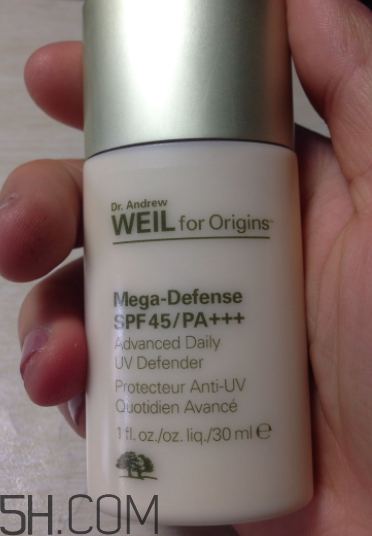 Dr. Andrew
WEIL for Origins™
Mega-Defense
SPF 45/PA+++
Advanced Daily
UV Defender
Protecteur Anti-UV
Quotidien Avancé
1 fl. oz./oz. liq./30 ml ℮
5H.COM